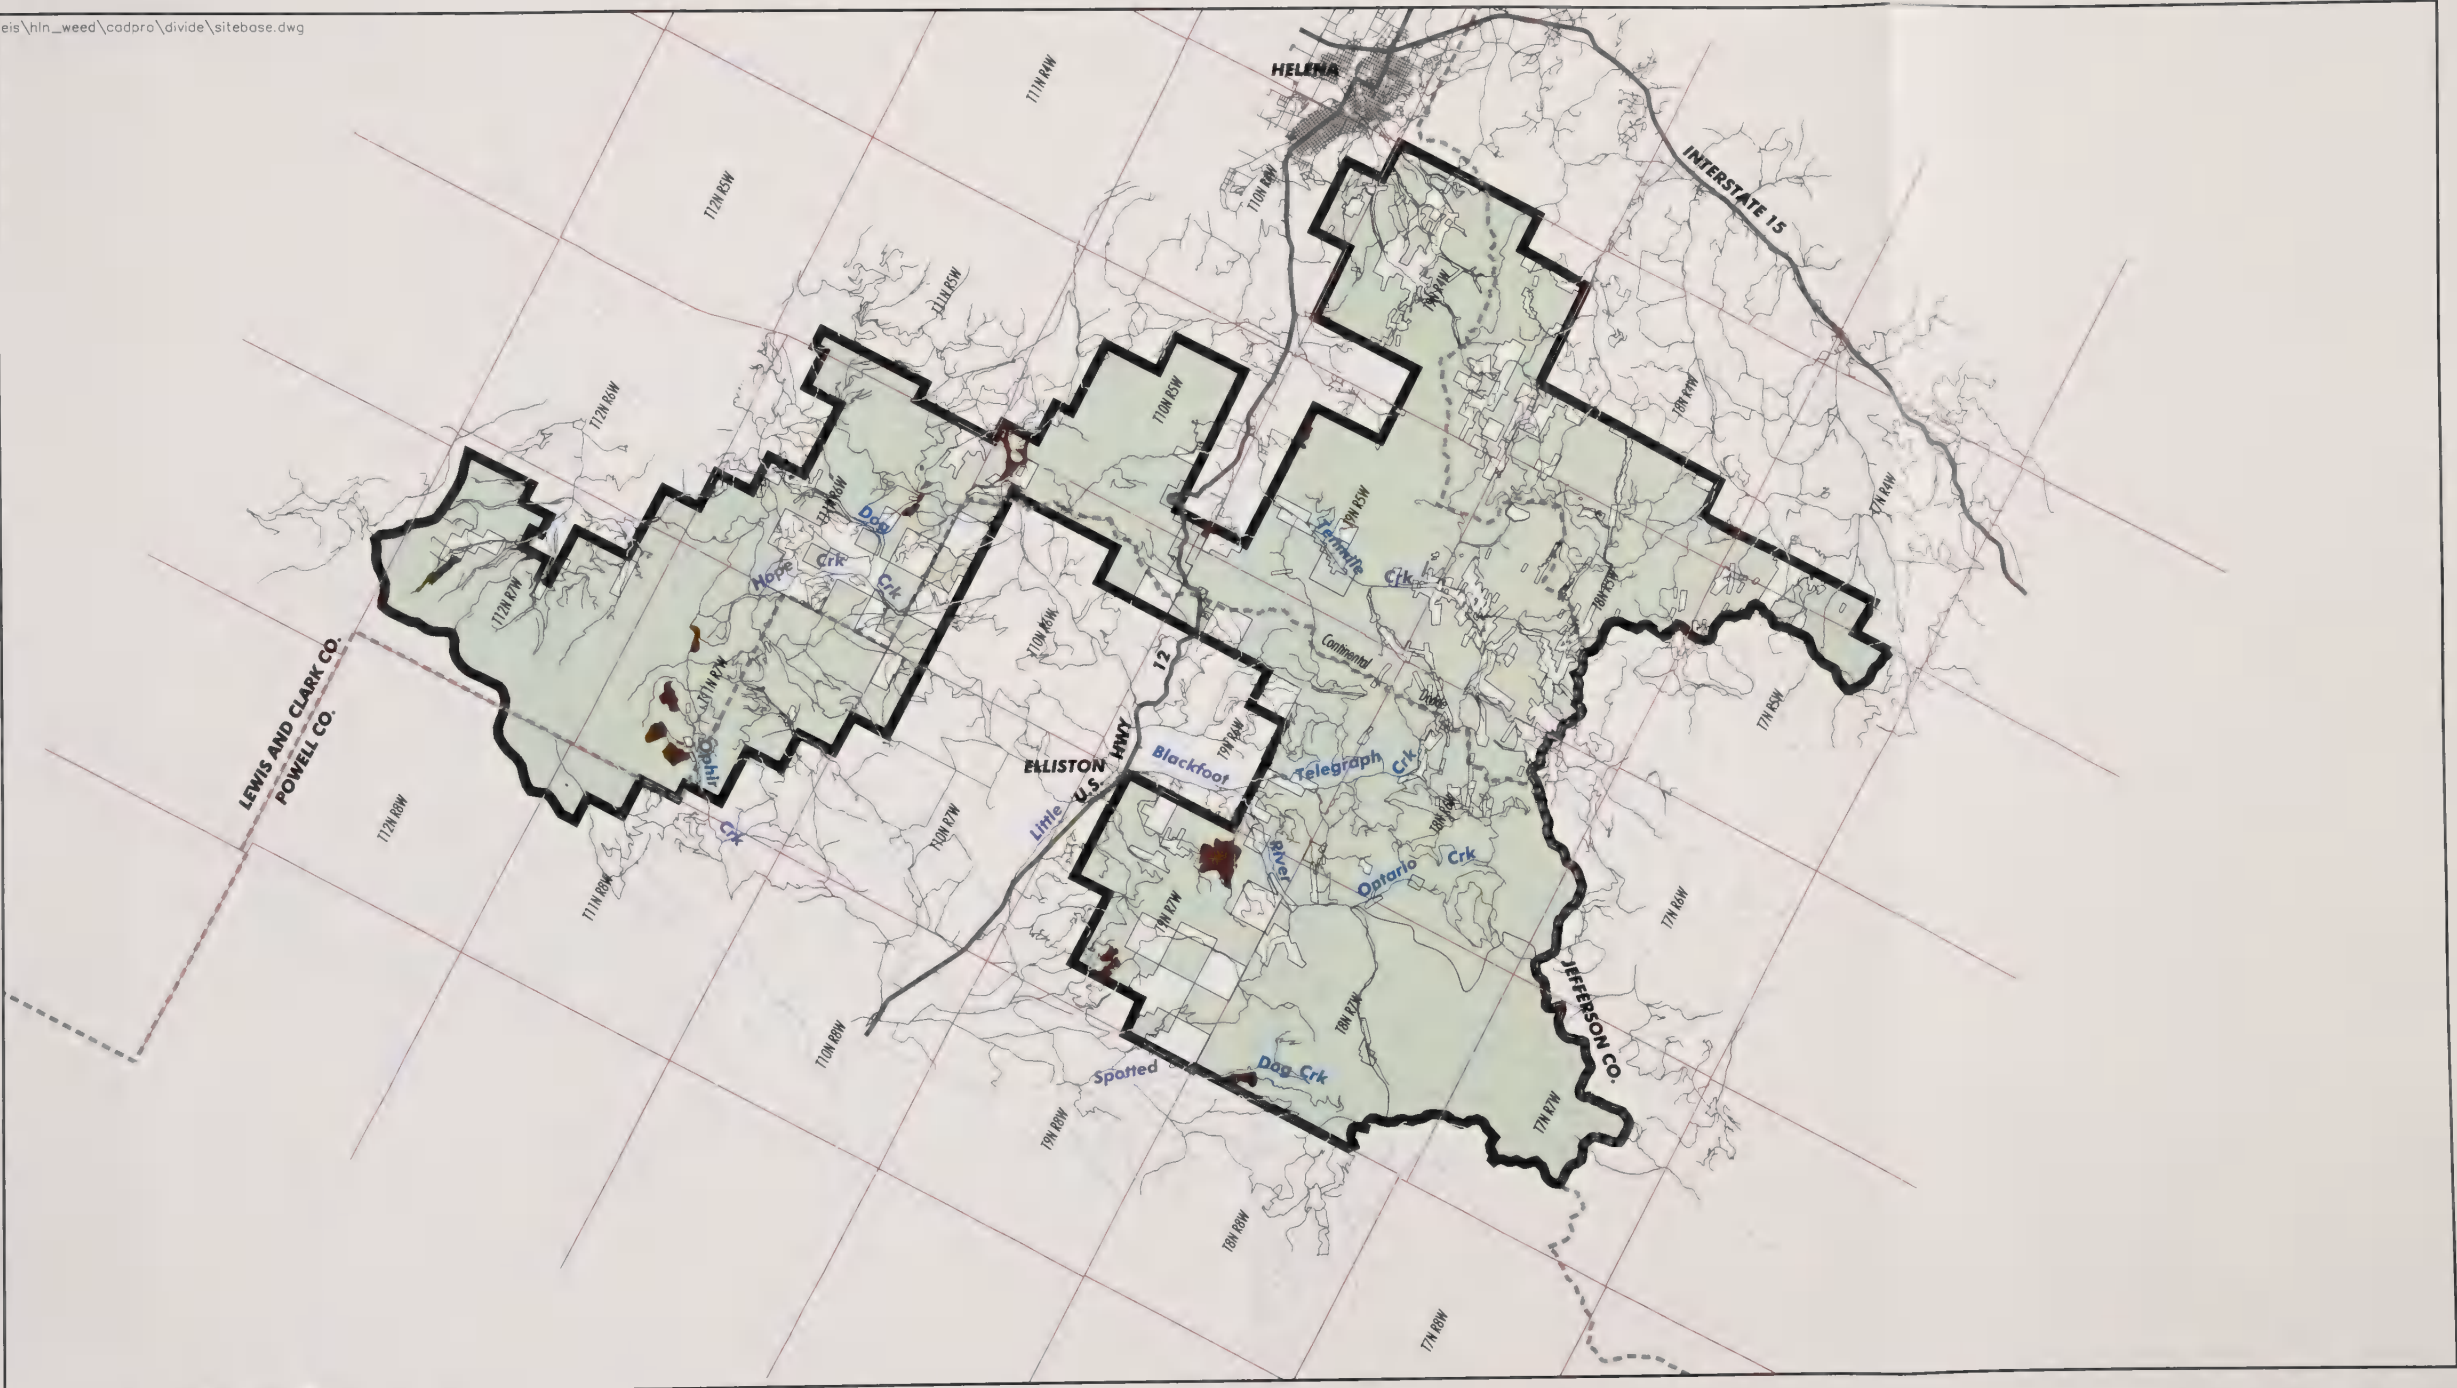 eis\hln_weed\cadpro\divide\sitebase.dwg
HELENA
T11N R4W
INTERSTATE 15
T12N R5W
T10N R4W
T11N R5W
T9N R4W
T12N R6W
T10N R5W
T8N R4W
T11N R6W
Dog
Crk
T9N R5W
Tenmile
Crk
T7N R4W
Hope
Crk
T12N R7W
T8N R5W
T10N R6W
Continental
Divide
12
LEWIS AND CLARK CO.
POWELL CO.
T11N R7W
T7N R5W
HWY
U.S.
ELLISTON
T9N R6W
Little
Blackfoot
River
Telegraph
Crk
Ophir
Crk
T12N R8W
T10N R7W
T8N R6W
Ontario
Crk
T11N R8W
T9N R7W
T7N R6W
JEFFERSON CO.
T10N R8W
T8N R7W
Spotted
Dog Crk
T9N R8W
T7N R7W
T8N R8W
T7N R8W